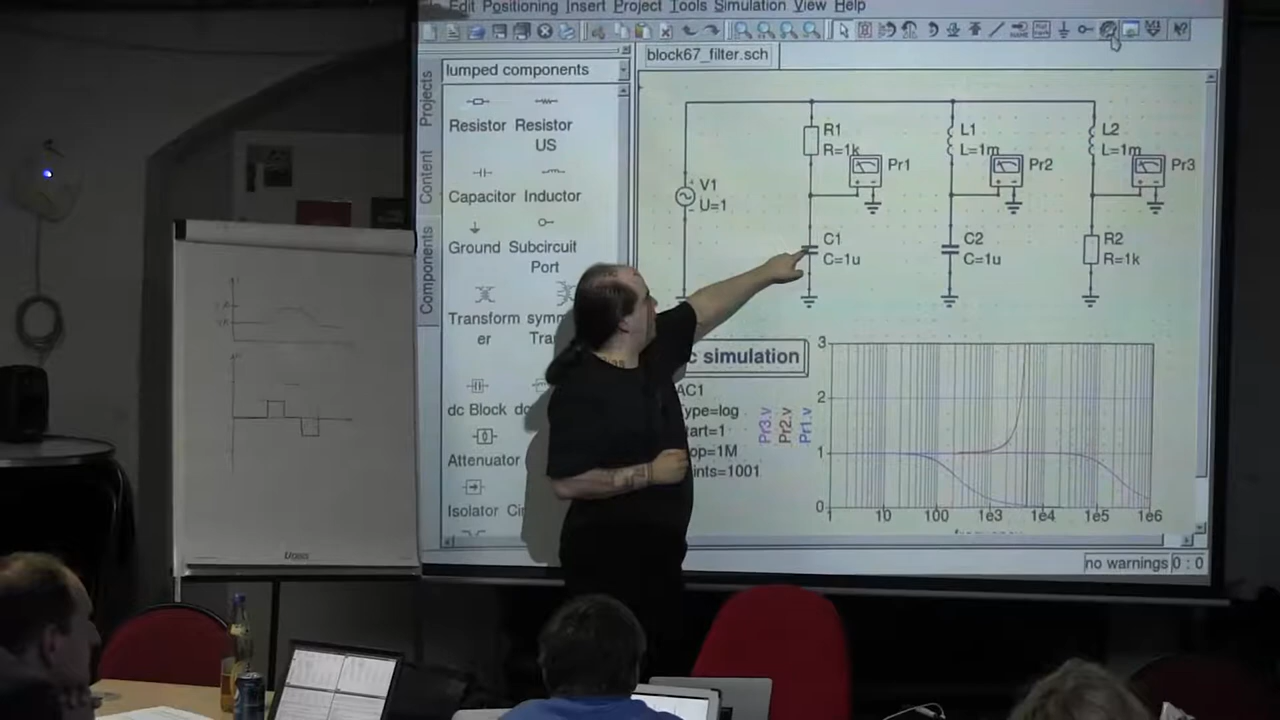 Edit Positioning Insert Project Tools Simulation View Help
Projects
Content
Components
lumped components
Resistor Resistor
US
Capacitor Inductor
Ground Subcircuit
Port
Transform
er
dc Block
Attenuator
Isolator
block67_filter.sch
V1
U=1
R1
R=1k
Pr1
C1
C=1u
L1
L=1m
Pr2
C2
C=1u
L2
L=1m
Pr3
R2
R=1k
simulation
AC1
Type=log
=1
=1M
=1001
Pr3.v
Pr2.v
Pr1.v
3
2
1
0
1 10 100 1e3 1e4 1e5 1e6
no warnings 0 : 0